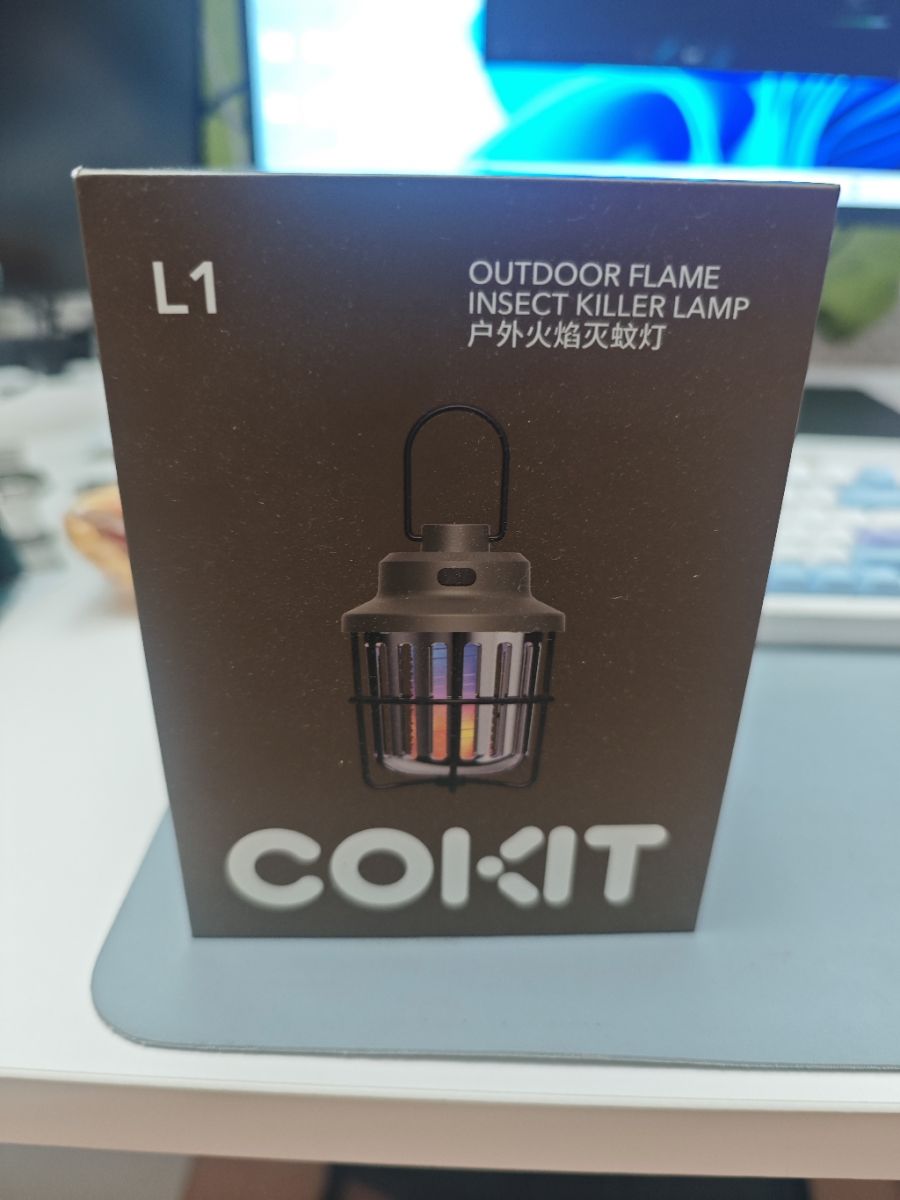 L1
OUTDOOR FLAME
INSECT KILLER LAMP
户外火焰灭蚊灯
COKIT